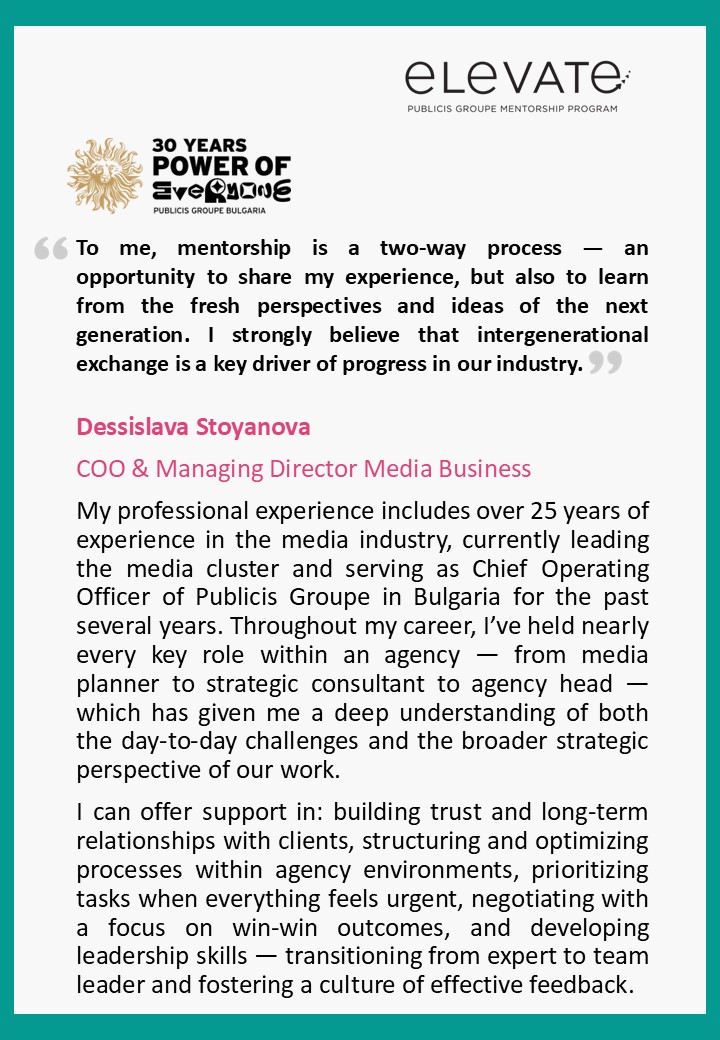 eLeVATe
PUBLICIS GROUPE MENTORSHIP PROGRAM
30 YEARS
POWER OF
EveRYONE
PUBLICIS GROUPE BULGARIA
“ To me, mentorship is a two-way process — an
opportunity to share my experience, but also to learn
from the fresh perspectives and ideas of the next
generation. I strongly believe that intergenerational
exchange is a key driver of progress in our industry. ”
Dessislava Stoyanova
COO & Managing Director Media Business
My professional experience includes over 25 years of
experience in the media industry, currently leading
the media cluster and serving as Chief Operating
Officer of Publicis Groupe in Bulgaria for the past
several years. Throughout my career, I’ve held nearly
every key role within an agency — from media
planner to strategic consultant to agency head —
which has given me a deep understanding of both
the day-to-day challenges and the broader strategic
perspective of our work.
I can offer support in: building trust and long-term
relationships with clients, structuring and optimizing
processes within agency environments, prioritizing
tasks when everything feels urgent, negotiating with
a focus on win-win outcomes, and developing
leadership skills — transitioning from expert to team
leader and fostering a culture of effective feedback.